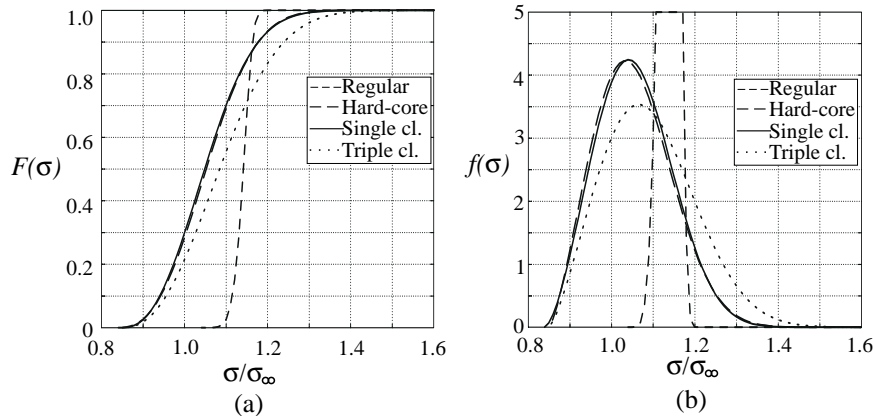 1.0
0.8
0.6
0.4
0.2
0
F(σ)
0.8
1.0
1.2
1.4
1.6
σ/σ∞
(a)
Regular
Hard-core
Single cl.
Triple cl.
5
4
3
2
1
0
f(σ)
0.8
1.0
1.2
1.4
1.6
σ/σ∞
(b)
Regular
Hard-core
Single cl.
Triple cl.